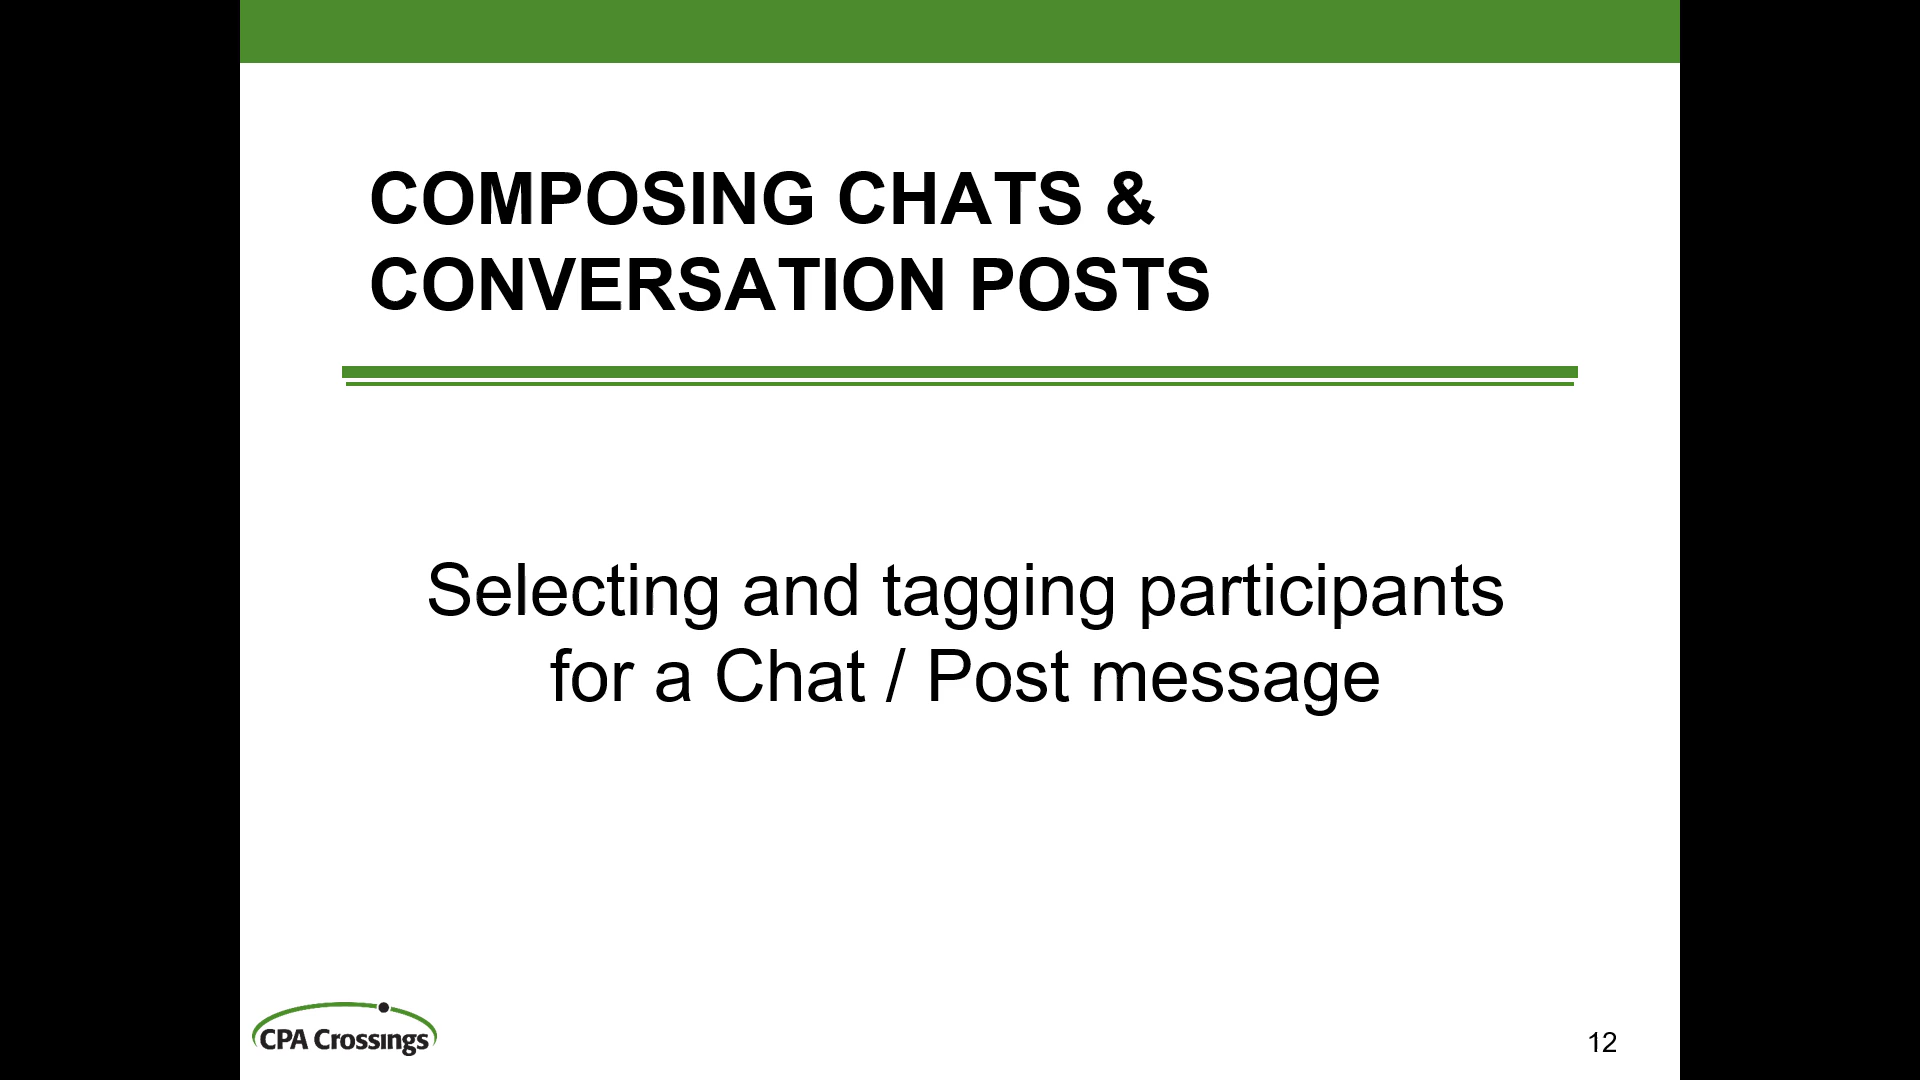 COMPOSING CHATS &
CONVERSATION POSTS
Selecting and tagging participants
for a Chat / Post message
CPA Crossings
12